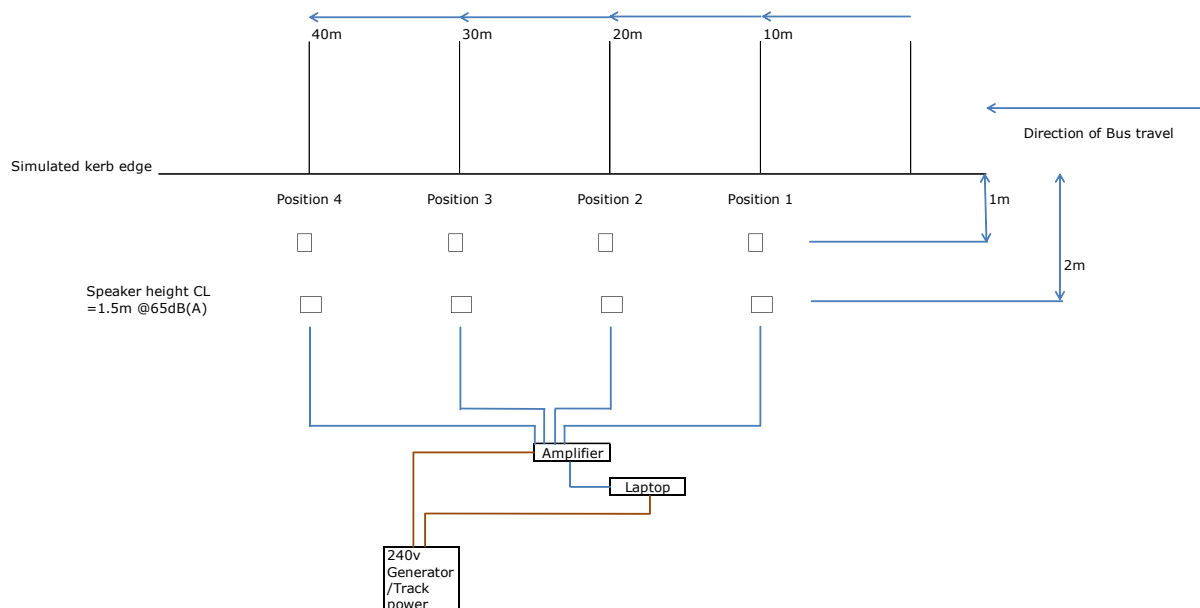 40m
30m
20m
10m
Direction of Bus travel
Simulated kerb edge
Position 4
Position 3
Position 2
Position 1
1m
2m
Speaker height CL
=1.5m @65dB(A)
Amplifier
Laptop
240v
Generator
/Track
power